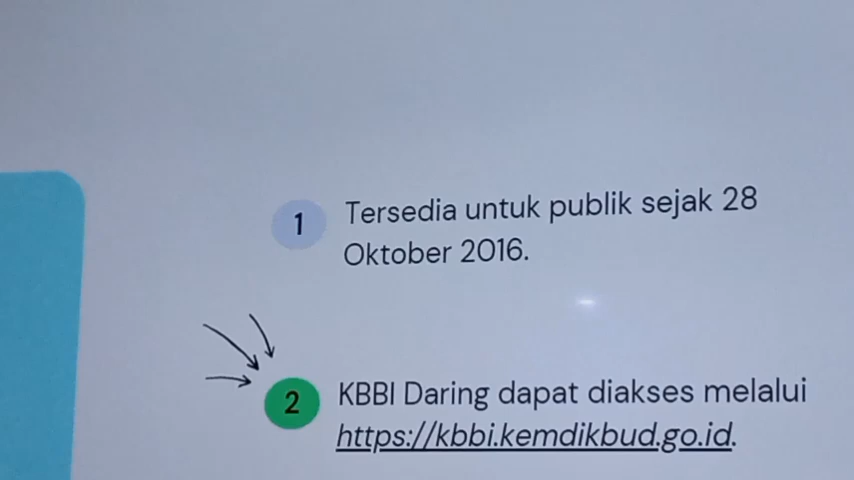 1
Tersedia untuk publik sejak 28
Oktober 2016.
2
KBBI Daring dapat diakses melalui
https://kbbi.kemdikbud.go.id.